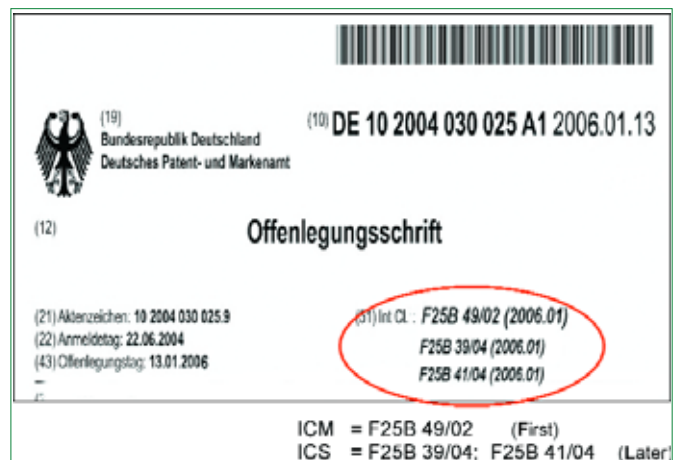 (19)
Bundesrepublik Deutschland
Deutsches Patent- und Markenamt
(10) DE 10 2004 030 025 A1 2006.01.13
(12) Offenlegungsschrift
(21) Aktenzeichen: 10 2004 030 025.9
(22) Anmeldetag: 22.06.2004
(43) Offenlegungstag: 13.01.2006
(51) Int Cl. : F25B 49/02 (2006.01)
F25B 39/04 (2006.01)
F25B 41/04 (2006.01)
ICM = F25B 49/02 (First)
ICS = F25B 39/04; F25B 41/04 (Later)